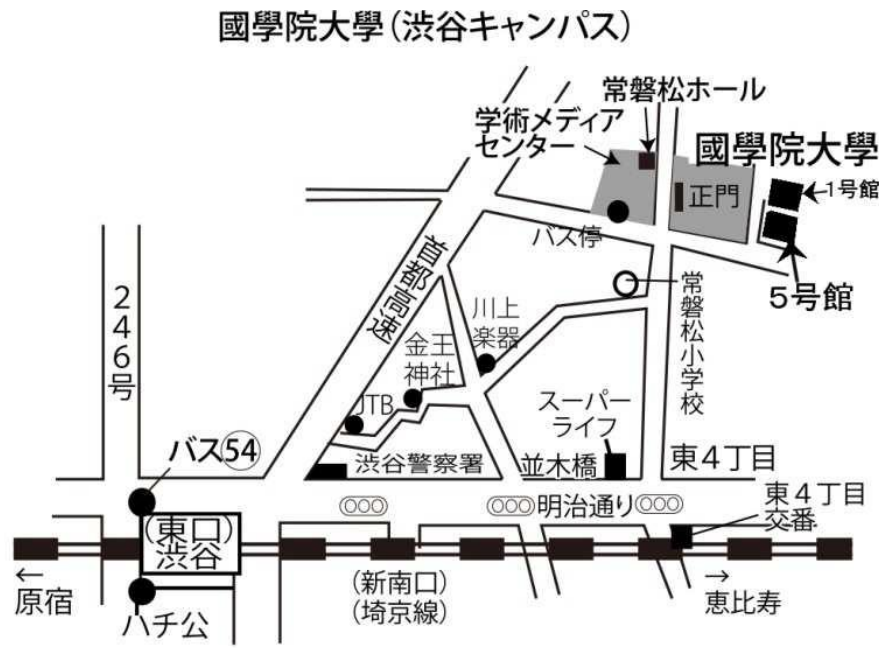 國學院大學(渋谷キャンパス)
常磐松ホール
学術メディア
センター
國學院大學
1号館
正門
バス停
5号館
首都高速
246号
常磐松小学校
川上
楽器
金王
神社
JTB
スーパー
ライフ
バス54
渋谷警察署
並木橋
東4丁目
明治通り
東4丁目
交番
(東口)
渋谷
←
原宿
(新南口)
(埼京線)
→
恵比寿
ハチ公